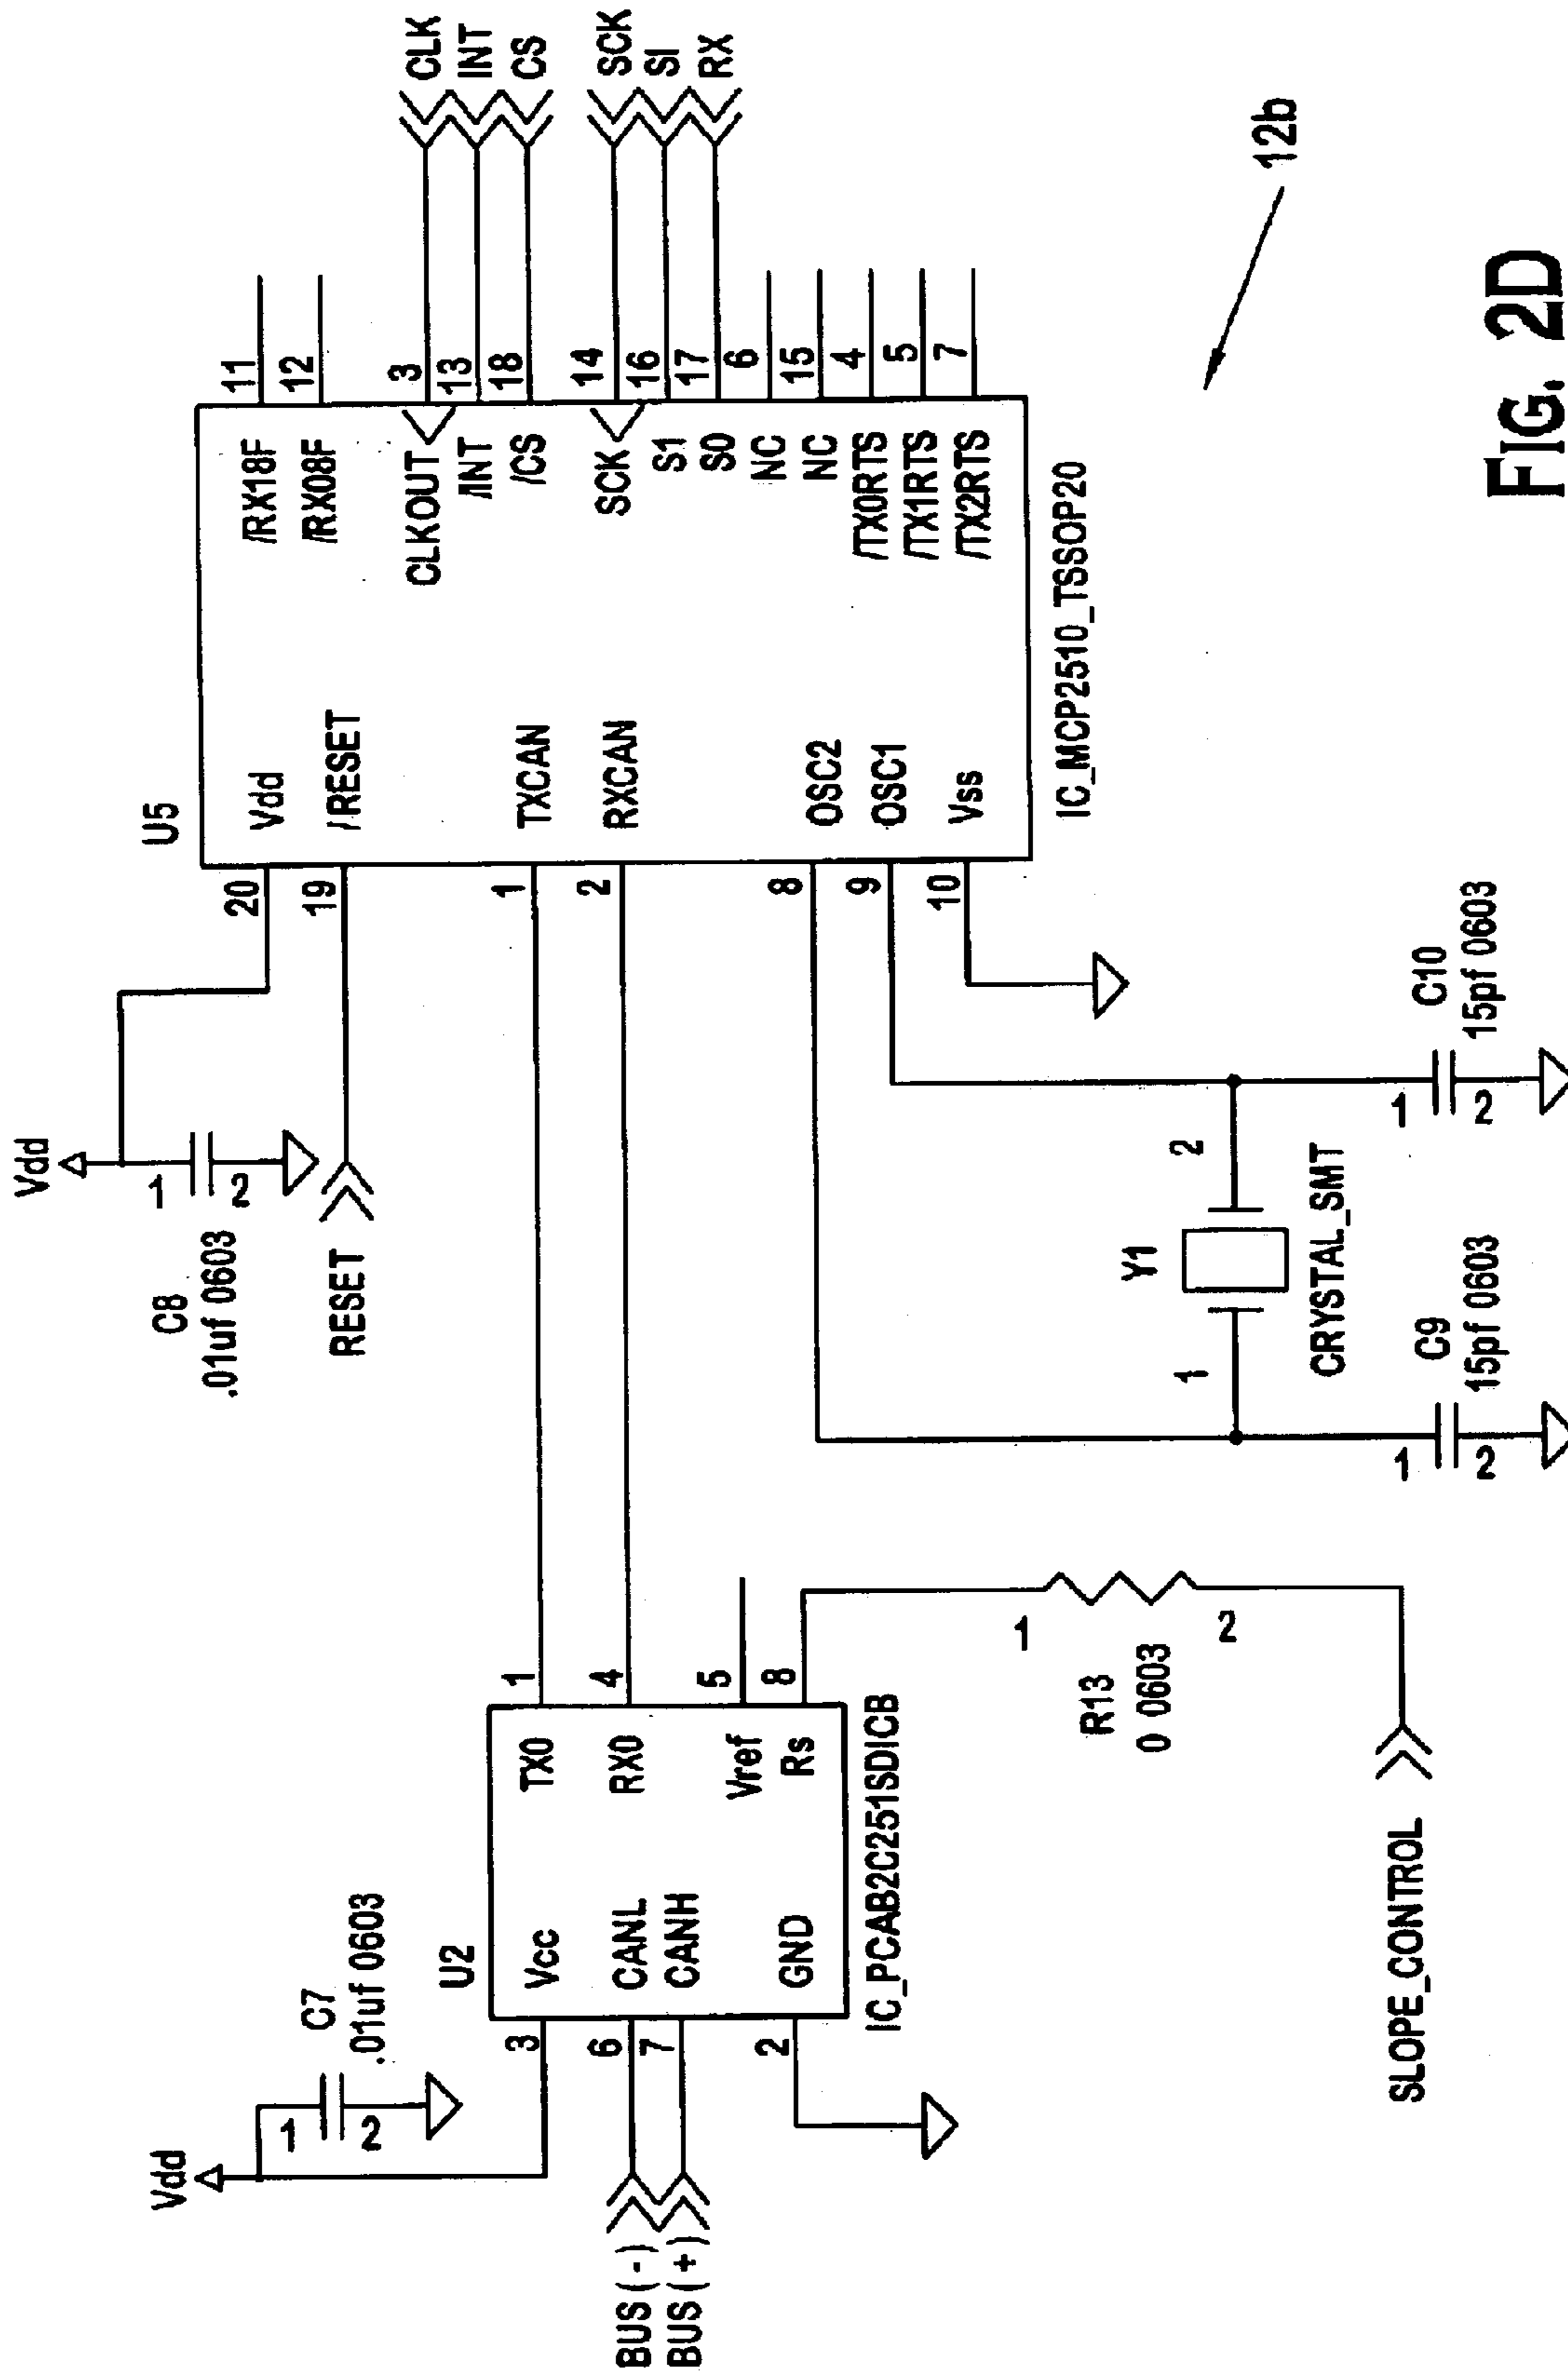 Vdd
C7
.01uf 0603
1
2
U2
Vcc
CANL
CANH
GND
TX0
RX0
Vref
Rs
3
6
7
2
1
4
5
8
IC_PCAB2C251SDICB
BUS ( - )
BUS ( + )
R13
0 0603
1
2
SLOPE_CONTROL
Vdd
C8
.01uf 0603
1
2
RESET
U5
Vdd
/RESET
TXCAN
RXCAN
OSC2
OSC1
Vss
20
19
1
2
8
9
10
/RX18F
/RX08F
CLKOUT
/INT
/CS
SCK
S1
S0
NC
NC
/TX0RTS
/TX1RTS
/TX2RTS
11
12
3
13
18
14
16
17
6
15
4
5
7
CLK
INT
CS
SCK
SI
RX
IC_MCP2510_TSSOP20
Y1
1
2
CRYSTAL_SMT
C9
15pf 0603
1
2
C10
15pf 0603
1
2
12b
FIG. 2D